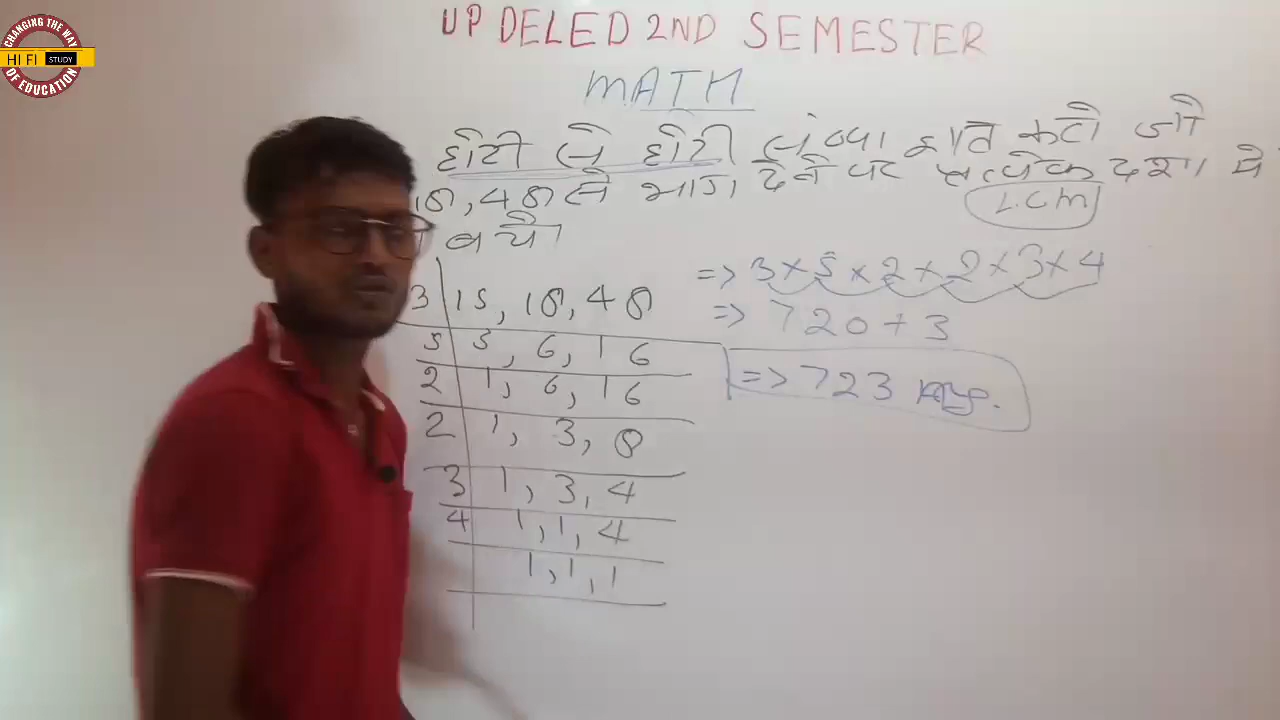 CHANGING THE WAY
HI FI STUDY
OF EDUCATION
UP DELED 2ND SEMESTER
MATH
छोटी से छोटी संख्या ज्ञात करो जो
18, 48 से भाग देने पर प्रत्येक दशा में
L.C.M
बचे।
3 15, 18, 48
5 5, 6, 16
2 1, 6, 16
2 1, 3, 8
3 1, 3, 4
4 1, 1, 4
1, 1, 1
=> 3 × 5 × 2 × 2 × 3 × 4
=> 720 + 3
=> 723 Ans.